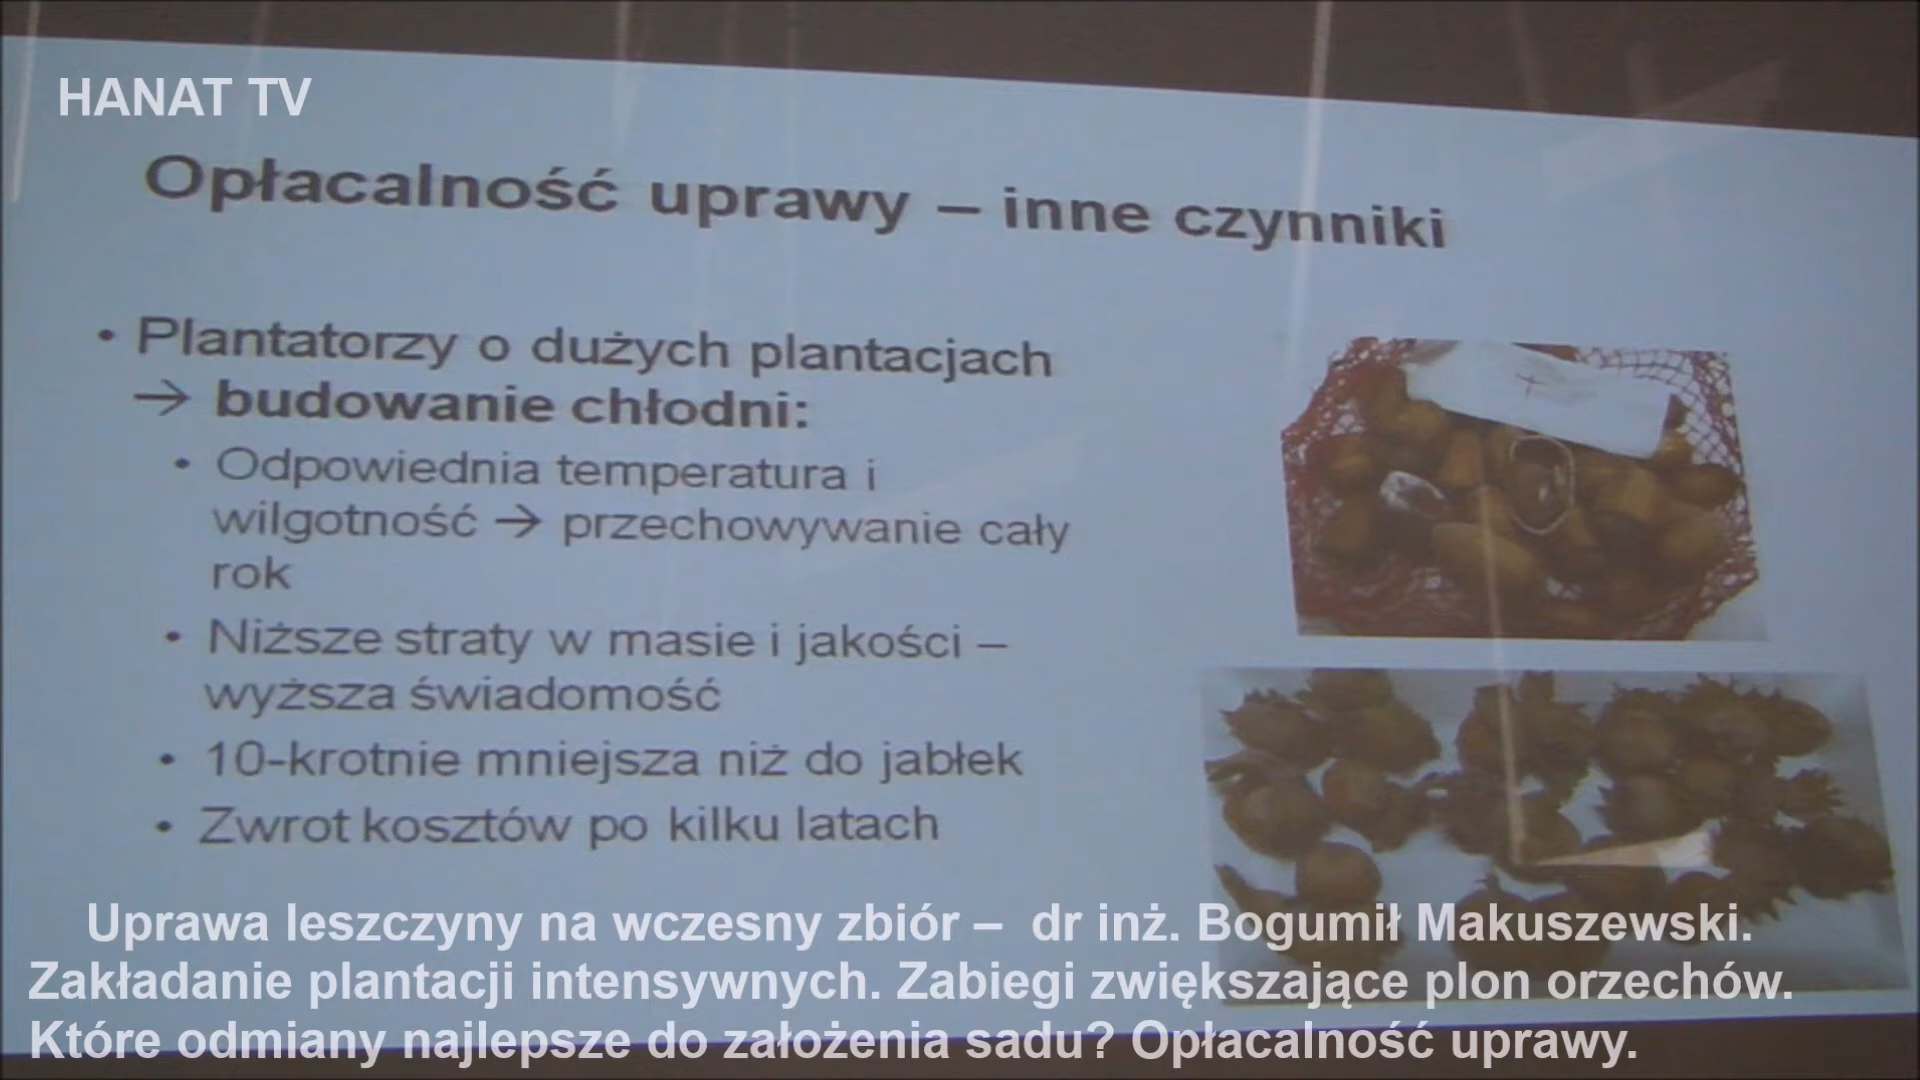 HANAT TV
Opłacalność uprawy – inne czynniki
• Plantatorzy o dużych plantacjach
→ budowanie chłodni:
• Odpowiednia temperatura i
wilgotność → przechowywanie cały
rok
• Niższe straty w masie i jakości –
wyższa świadomość
• 10-krotnie mniejsza niż do jabłek
• Zwrot kosztów po kilku latach
Uprawa leszczyny na wczesny zbiór – dr inż. Bogumił Makuszewski.
Zakładanie plantacji intensywnych. Zabiegi zwiększające plon orzechów.
Które odmiany najlepsze do założenia sadu? Opłacalność uprawy.